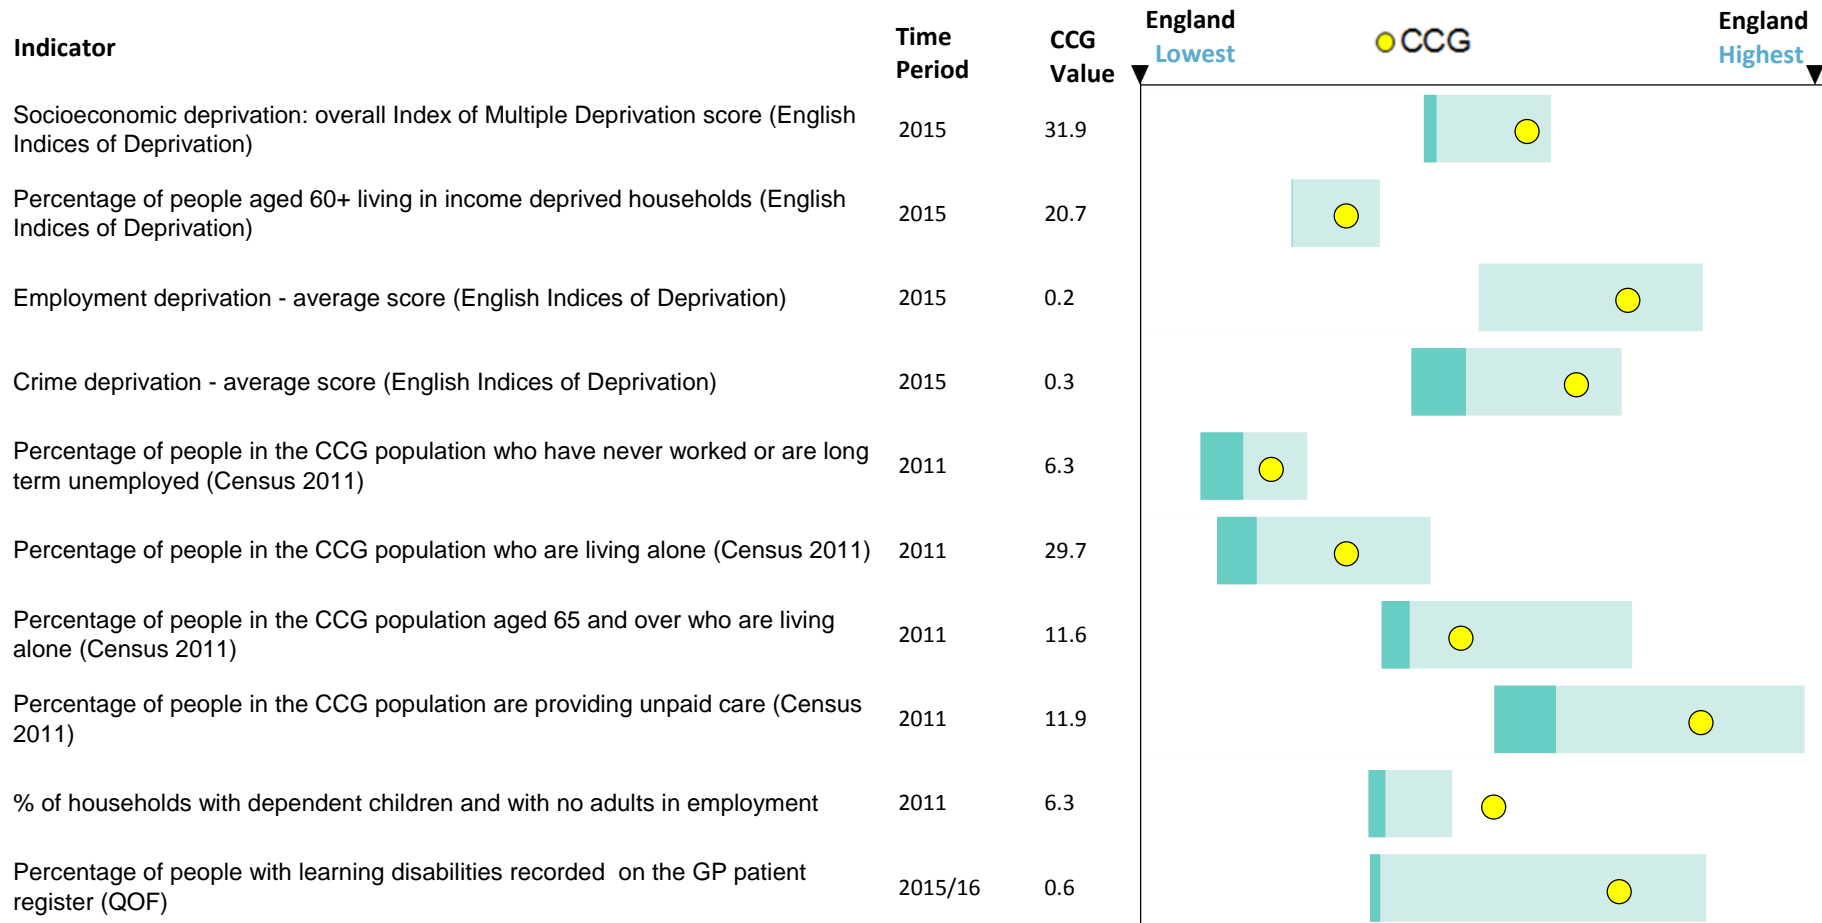 Indicator
Time
Period
CCG
Value
England
Lowest
CCG
England
Highest
Socioeconomic deprivation: overall Index of Multiple Deprivation score (English
Indices of Deprivation)
2015
31.9
Percentage of people aged 60+ living in income deprived households (English
Indices of Deprivation)
2015
20.7
Employment deprivation - average score (English Indices of Deprivation)
2015
0.2
Crime deprivation - average score (English Indices of Deprivation)
2015
0.3
Percentage of people in the CCG population who have never worked or are long
term unemployed (Census 2011)
2011
6.3
Percentage of people in the CCG population who are living alone (Census 2011)
2011
29.7
Percentage of people in the CCG population aged 65 and over who are living
alone (Census 2011)
2011
11.6
Percentage of people in the CCG population are providing unpaid care (Census
2011)
2011
11.9
% of households with dependent children and with no adults in employment
2011
6.3
Percentage of people with learning disabilities recorded  on the GP patient
register (QOF)
2015/16
0.6